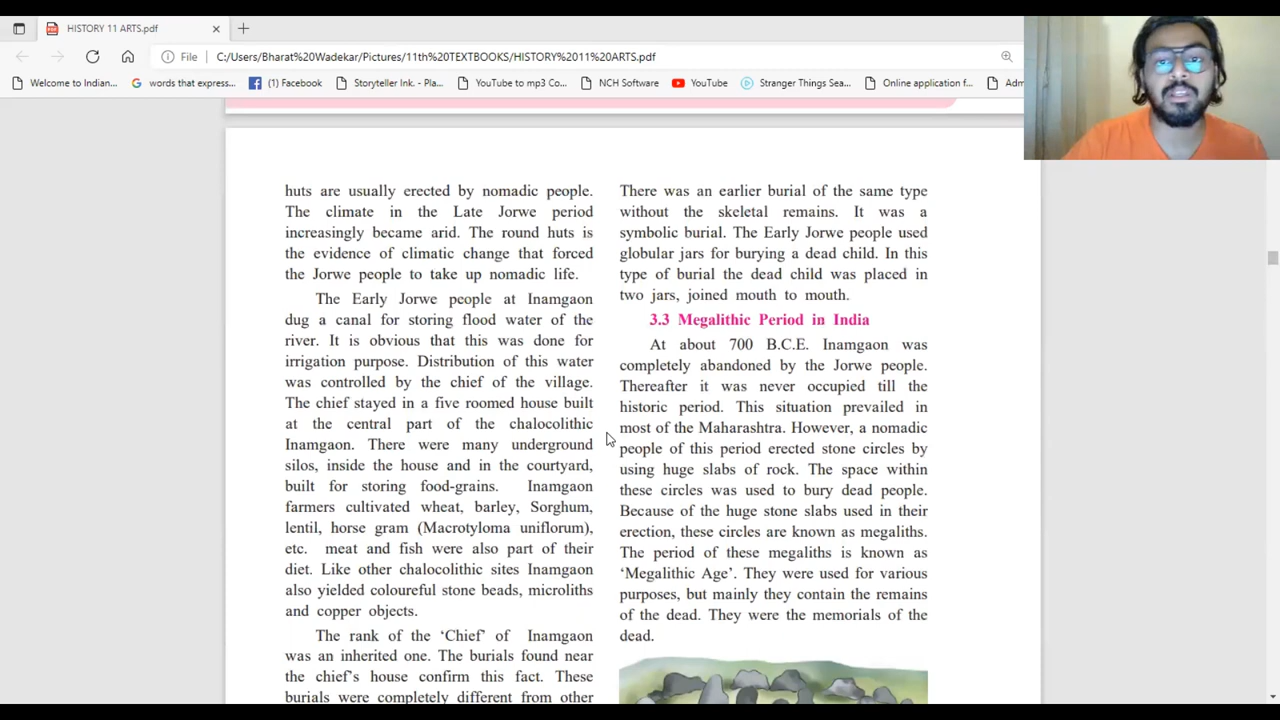 HISTORY 11 ARTS.pdf
File
C:/Users/Bharat%20Wadekar/Pictures/11th%20TEXTBOOKS/HISTORY%2011%20ARTS.pdf
Welcome to Indian...
words that express...
(1) Facebook
Storyteller Ink. - Pla...
YouTube to mp3 Co...
NCH Software
YouTube
Stranger Things Sea...
Online application f...
Adm
huts are usually erected by nomadic people.
The climate in the Late Jorwe period
increasingly became arid. The round huts is
the evidence of climatic change that forced
the Jorwe people to take up nomadic life.
The Early Jorwe people at Inamgaon
dug a canal for storing flood water of the
river. It is obvious that this was done for
irrigation purpose. Distribution of this water
was controlled by the chief of the village.
The chief stayed in a five roomed house built
at the central part of the chalcolithic
Inamgaon. There were many underground
silos, inside the house and in the courtyard,
built for storing food-grains. Inamgaon
farmers cultivated wheat, barley, Sorghum,
lentil, horse gram (Macrotyloma uniflorum),
etc. meat and fish were also part of their
diet. Like other chalcolithic sites Inamgaon
also yielded coloureful stone beads, microliths
and copper objects.
The rank of the ‘Chief’ of Inamgaon
was an inherited one. The burials found near
the chief's house confirm this fact. These
burials were completely different from other
There was an earlier burial of the same type
without the skeletal remains. It was a
symbolic burial. The Early Jorwe people used
globular jars for burying a dead child. In this
type of burial the dead child was placed in
two jars, joined mouth to mouth.
3.3 Megalithic Period in India
At about 700 B.C.E. Inamgaon was
completely abandoned by the Jorwe people.
Thereafter it was never occupied till the
historic period. This situation prevailed in
most of the Maharashtra. However, a nomadic
people of this period erected stone circles by
using huge slabs of rock. The space within
these circles was used to bury dead people.
Because of the huge stone slabs used in their
erection, these circles are known as megaliths.
The period of these megaliths is known as
‘Megalithic Age’. They were used for various
purposes, but mainly they contain the remains
of the dead. They were the memorials of the
dead.